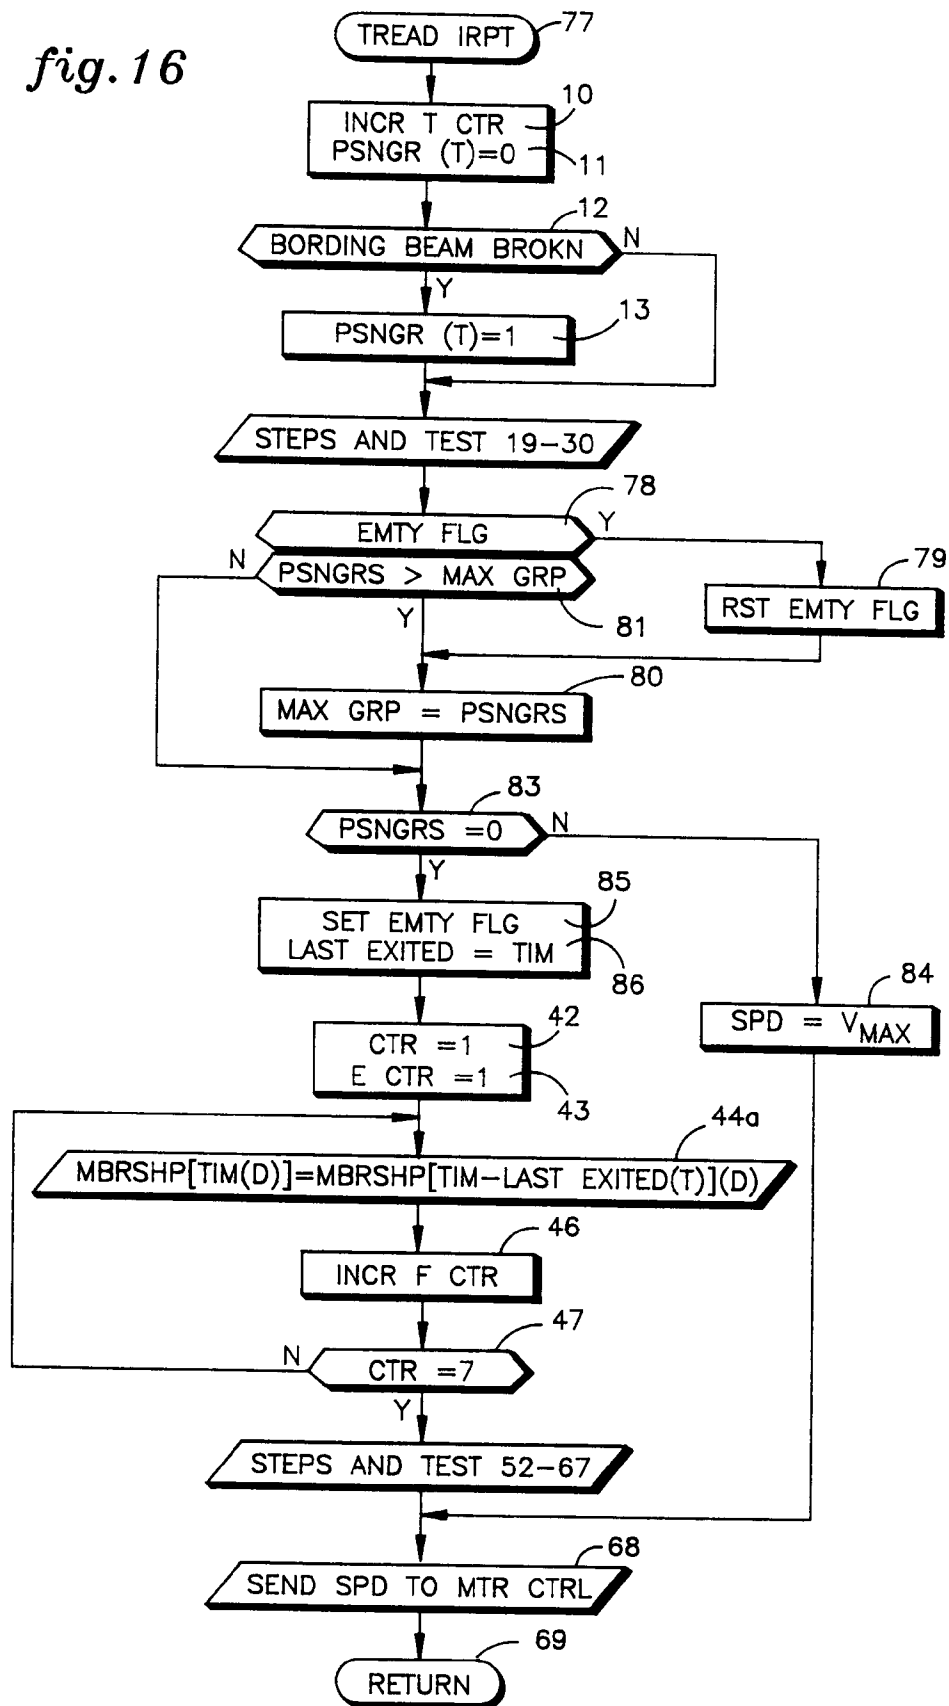 fig.16
TREAD IRPT
77
INCR T CTR
PSNGR (T)=0
10
11
BORDING BEAM BROKN
12
N
Y
PSNGR (T)=1
13
STEPS AND TEST 19-30
EMTY FLG
78
Y
N
PSNGRS > MAX GRP
81
Y
RST EMTY FLG
79
MAX GRP = PSNGRS
80
PSNGRS =0
83
N
Y
SET EMTY FLG
LAST EXITED = TIM
85
86
SPD = VMAX
84
CTR =1
E CTR =1
42
43
MBRSHP[TIM(D)]=MBRSHP[TIM-LAST EXITED(T)](D)
44a
INCR F CTR
46
CTR =7
47
N
Y
STEPS AND TEST 52-67
SEND SPD TO MTR CTRL
68
RETURN
69